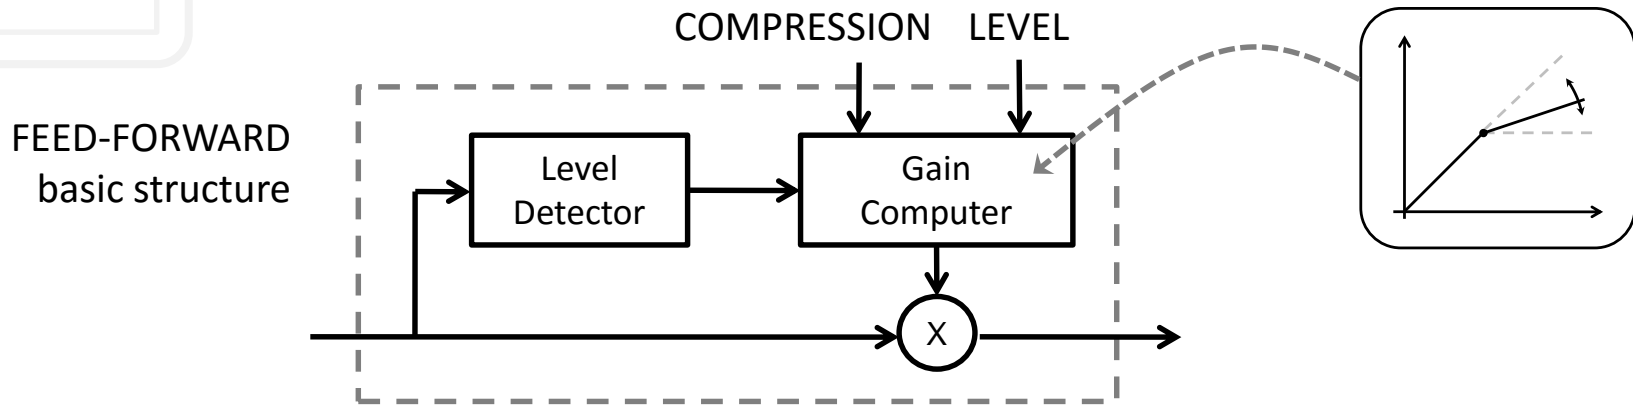 COMPRESSION LEVEL
FEED-FORWARD
basic structure
Level
Detector
Gain
Computer
X